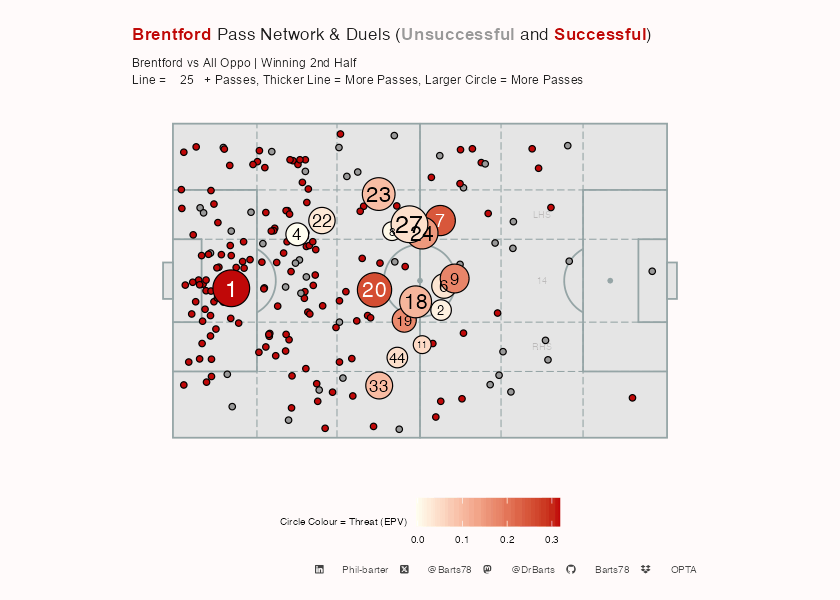 Brentford Pass Network & Duels (Unsuccessful and Successful)
Brentford vs All Oppo | Winning 2nd Half
Line = 25 + Passes, Thicker Line = More Passes, Larger Circle = More Passes
23
22
4
8
27
24
7
LHS
1
20
18
6
9
14
2
19
11
RHS
44
33
Circle Colour = Threat (EPV)
0.0 0.1 0.2 0.3
Phil-barter @Barts78 @DrBarts Barts78 OPTA